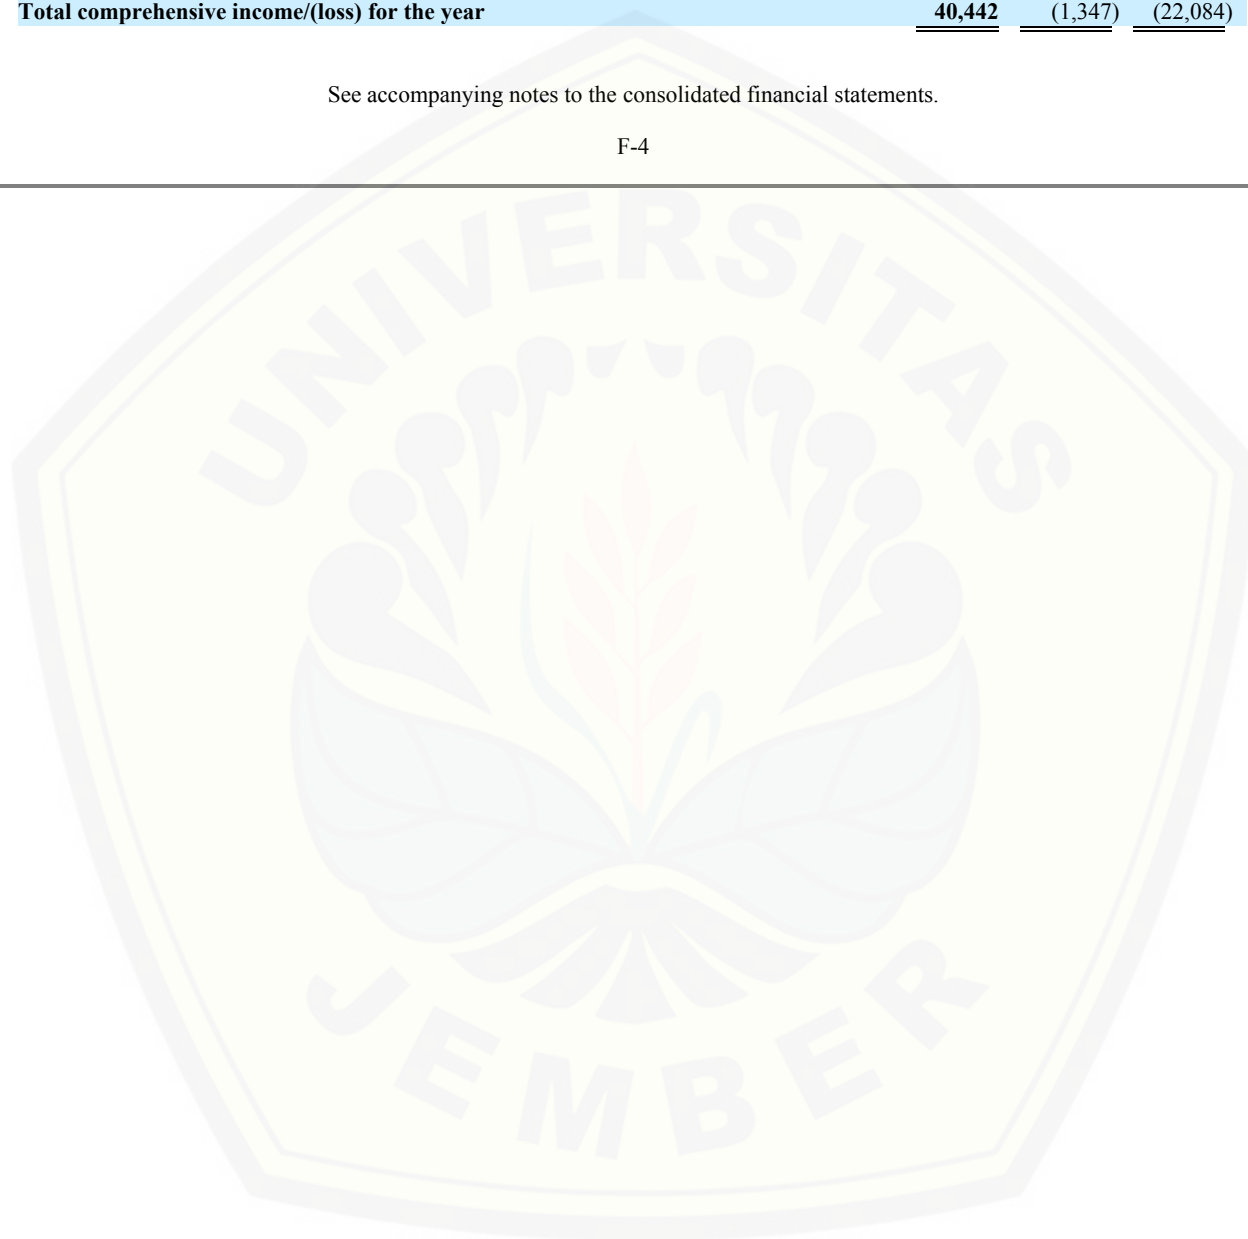 Total comprehensive income/(loss) for the year 40,442 (1,347) (22,084)
See accompanying notes to the consolidated financial statements.
F-4
UNIVERSITAS
JEMBER